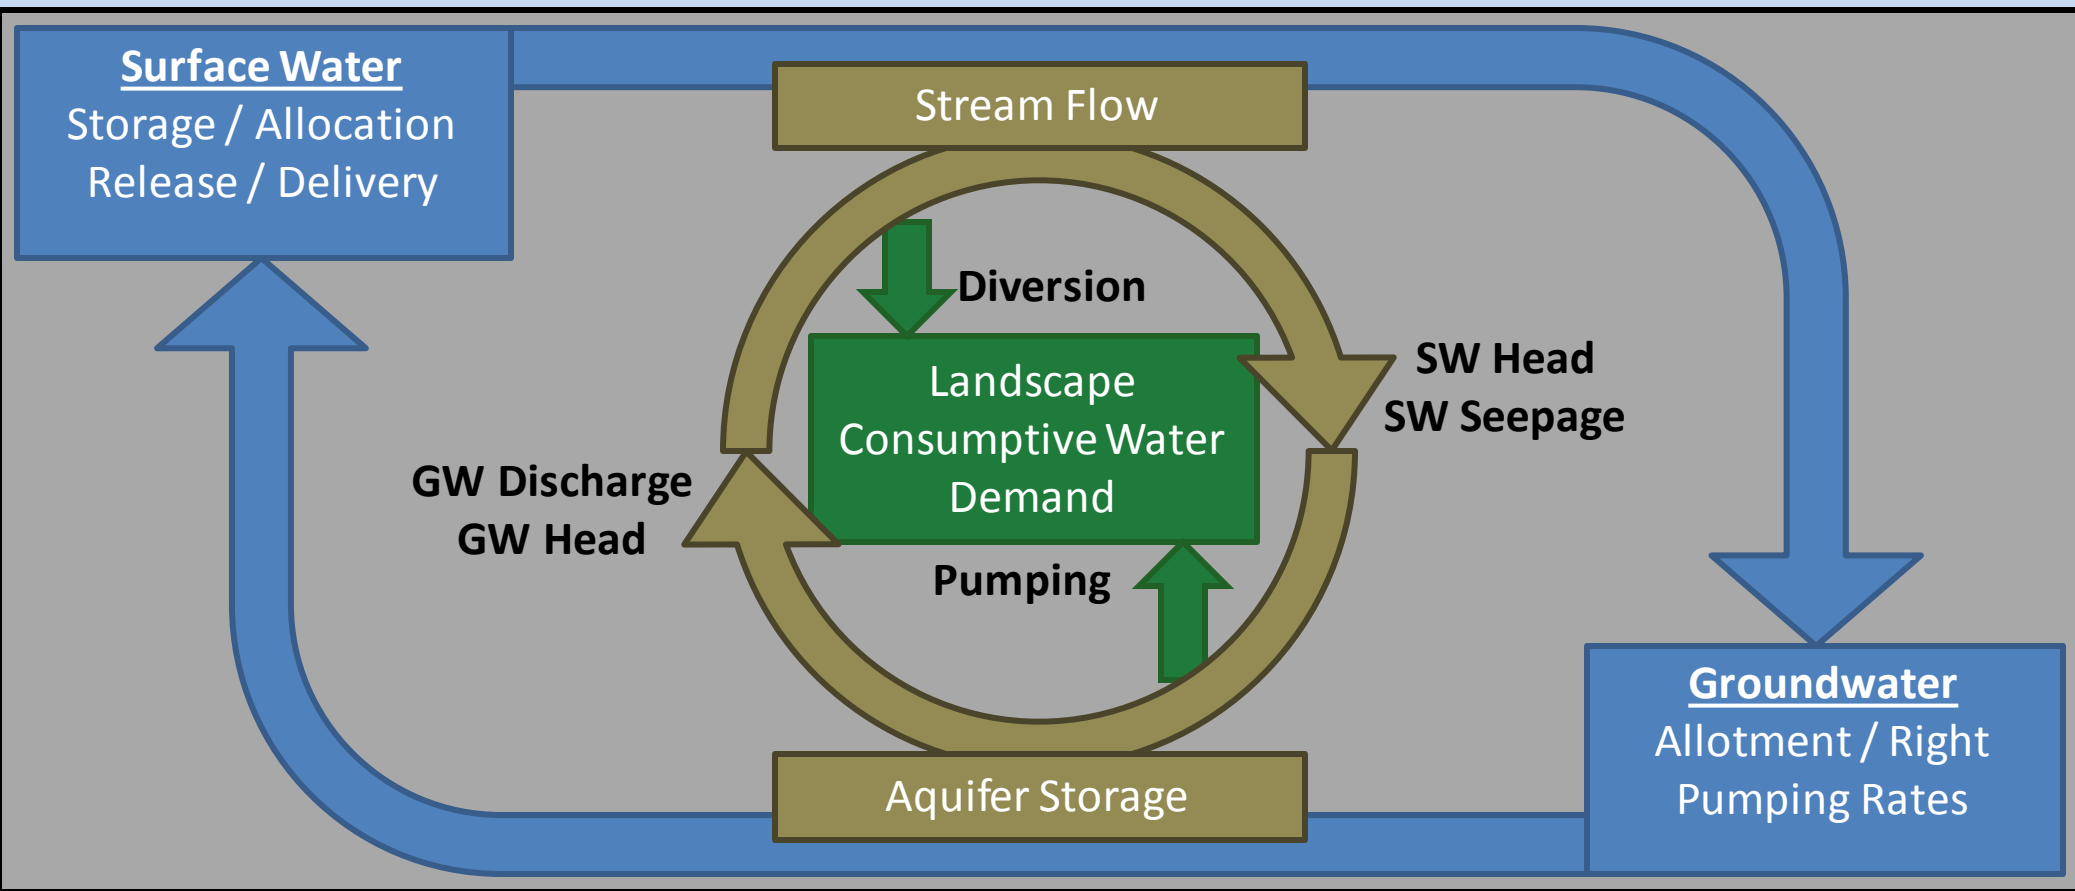 Surface Water
Storage / Allocation
Release / Delivery
Stream Flow
Diversion
Landscape
Consumptive Water
Demand
SW Head
SW Seepage
GW Discharge
GW Head
Pumping
Aquifer Storage
Groundwater
Allotment / Right
Pumping Rates